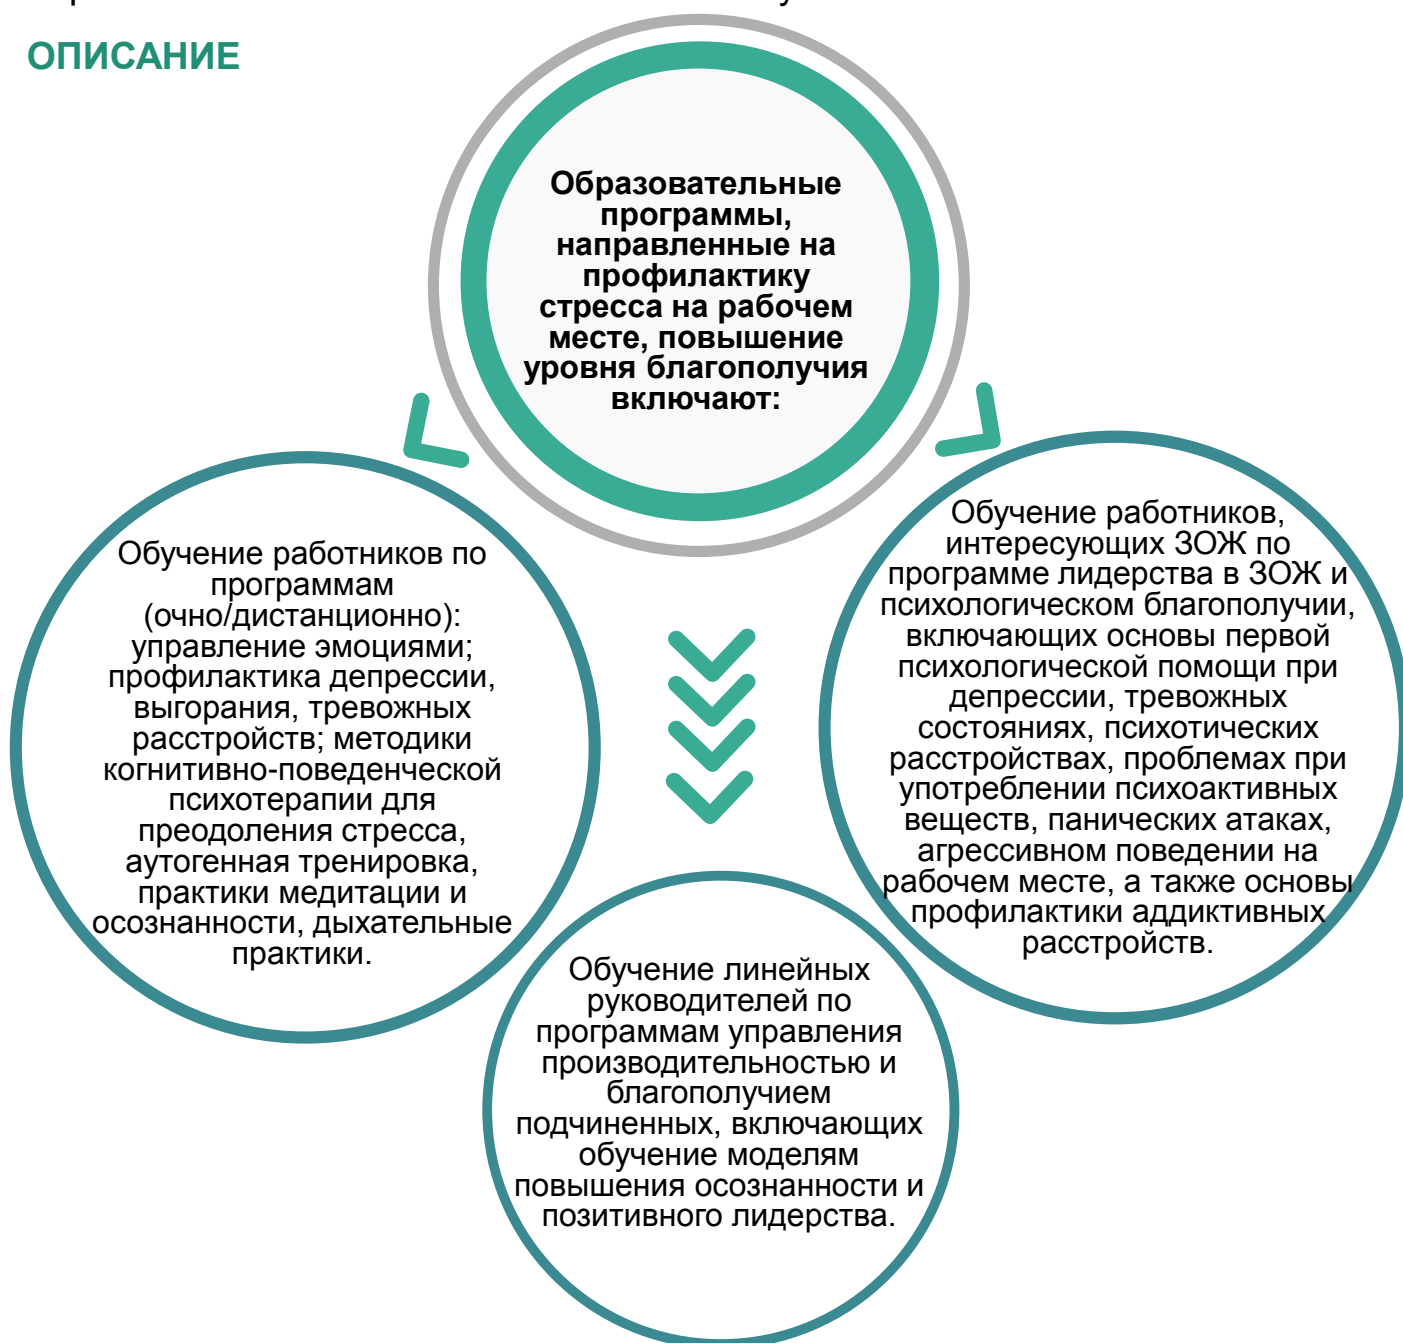 ОПИСАНИЕ
Образовательные
программы,
направленные на
профилактику
стресса на рабочем
месте, повышение
уровня благополучия
включают:
Обучение работников по
программам
(очно/дистанционно):
управление эмоциями;
профилактика депрессии,
выгорания, тревожных
расстройств; методики
когнитивно-поведенческой
психотерапии для
преодоления стресса,
аутогенная тренировка,
практики медитации и
осознанности, дыхательные
практики.
Обучение работников,
интересующих ЗОЖ по
программе лидерства в ЗОЖ и
психологическом благополучии,
включающих основы первой
психологической помощи при
депрессии, тревожных
состояниях, психотических
расстройствах, проблемах при
употреблении психоактивных
веществ, панических атаках,
агрессивном поведении на
рабочем месте, а также основы
профилактики аддиктивных
расстройств.
Обучение линейных
руководителей по
программам управления
производительностью и
благополучием
подчиненных, включающих
обучение моделям
повышения осознанности и
позитивного лидерства.